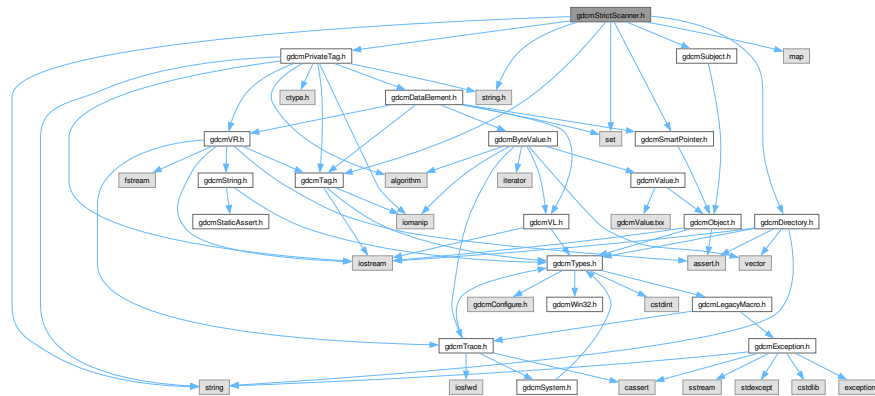 gdcmStrictScanner.h
gdcmPrivateTag.h
gdcmSubject.h
map
ctype.h
gdcmDataElement.h
string.h
gdcmVR.h
gdcmByteValue.h
set
gdcmSmartPointer.h
fstream
gdcmString.h
gdcmTag.h
algorithm
iterator
gdcmValue.h
gdcmStaticAssert.h
iomanip
gdcmVL.h
gdcmValue.txx
gdcmObject.h
gdcmDirectory.h
iostream
gdcmTypes.h
assert.h
vector
gdcmConfigure.h
gdcmWin32.h
cstdint
gdcmLegacyMacro.h
gdcmTrace.h
gdcmException.h
string
iosfwd
gdcmSystem.h
cassert
sstream
stdexcept
cstdlib
exception